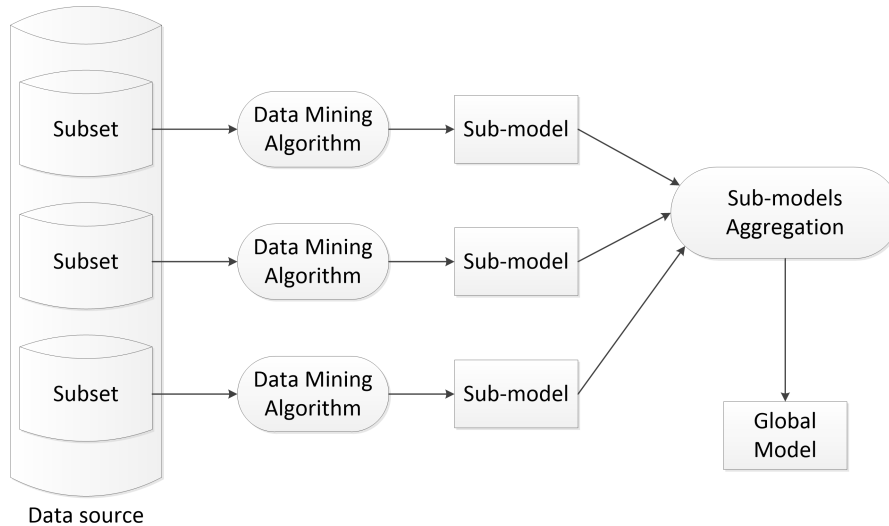 Subset
Data Mining
Algorithm
Sub-model
Subset
Data Mining
Algorithm
Sub-model
Sub-models
Aggregation
Subset
Data Mining
Algorithm
Sub-model
Global
Model
Data source